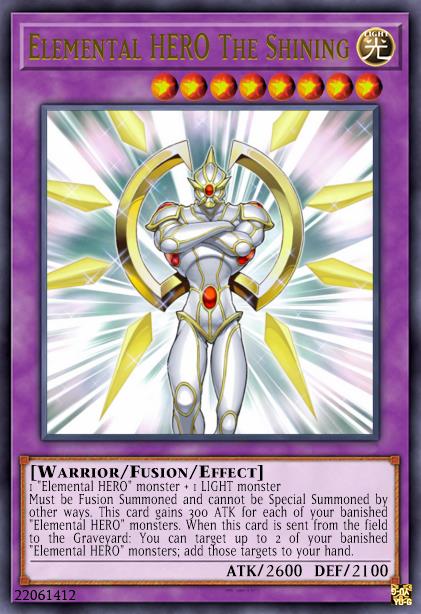 Elemental HERO The Shining
LIGHT
光
[Warrior/Fusion/Effect]
1 "Elemental HERO" monster + 1 LIGHT monster
Must be Fusion Summoned and cannot be Special Summoned by
other ways. This card gains 300 ATK for each of your banished
"Elemental HERO" monsters. When this card is sent from the field
to the Graveyard: You can target up to 2 of your banished
"Elemental HERO" monsters; add those targets to your hand.
ATK/2600 DEF/2100
22061412